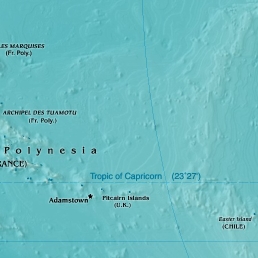 LES MARQUISES
(Fr. Poly.)
ARCHIPEL DES TUAMOTU
(Fr. Poly.)
Polynesia
RANCE)
Tropic of Capricorn (23°27')
Adamstown
Pitcairn Islands
(U.K.)
Easter Island
(CHILE)